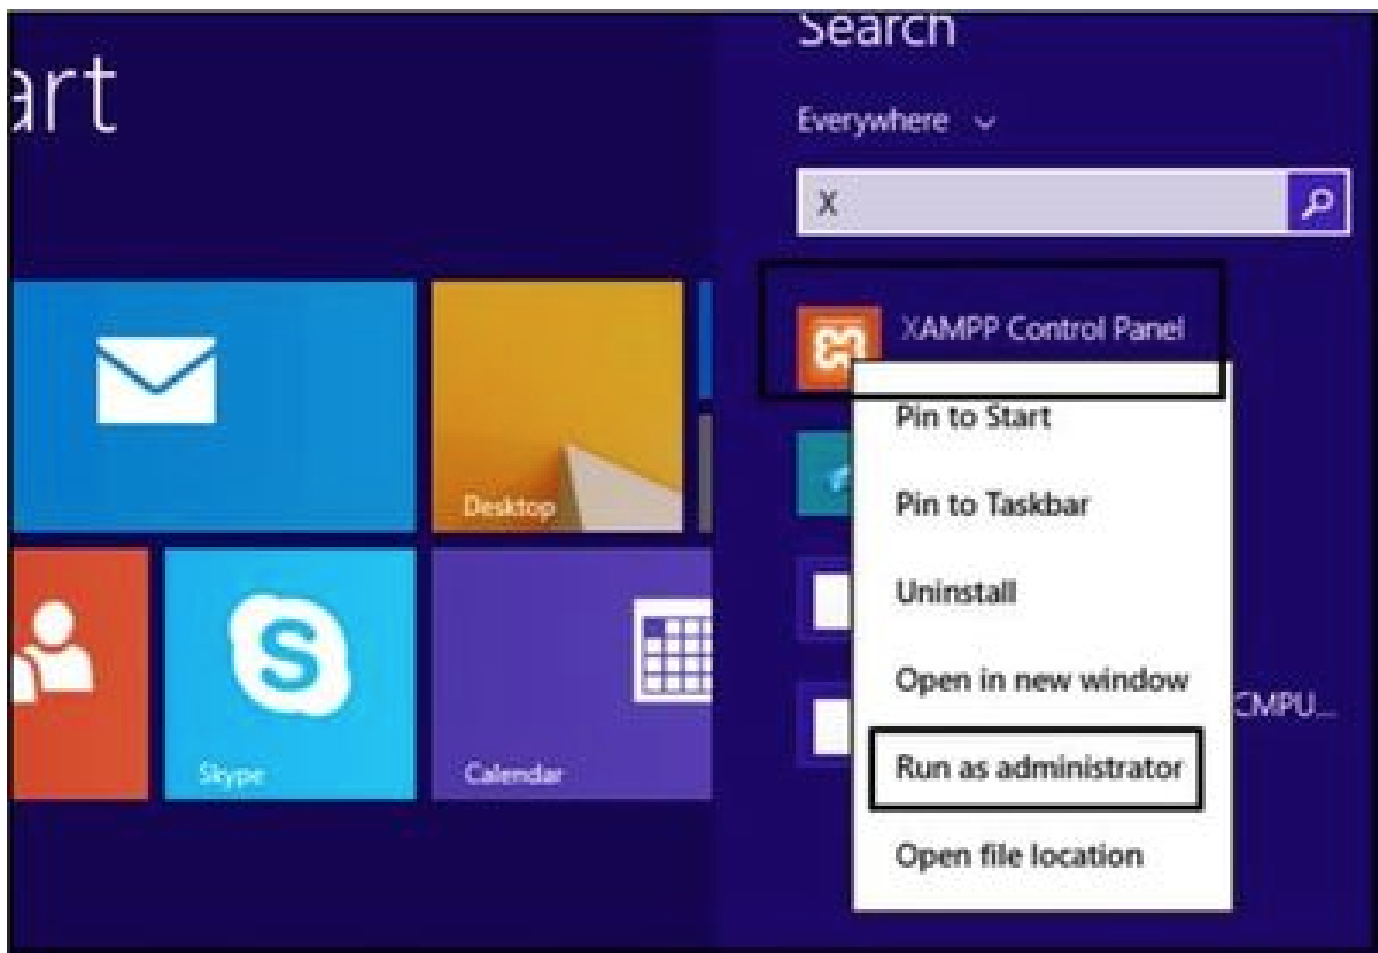 art
Desktop
Skype
Calendar
Search
Everywhere
X
XAMPP Control Panel
Pin to Start
Pin to Taskbar
Uninstall
Open in new window
CMPU...
Run as administrator
Open file location